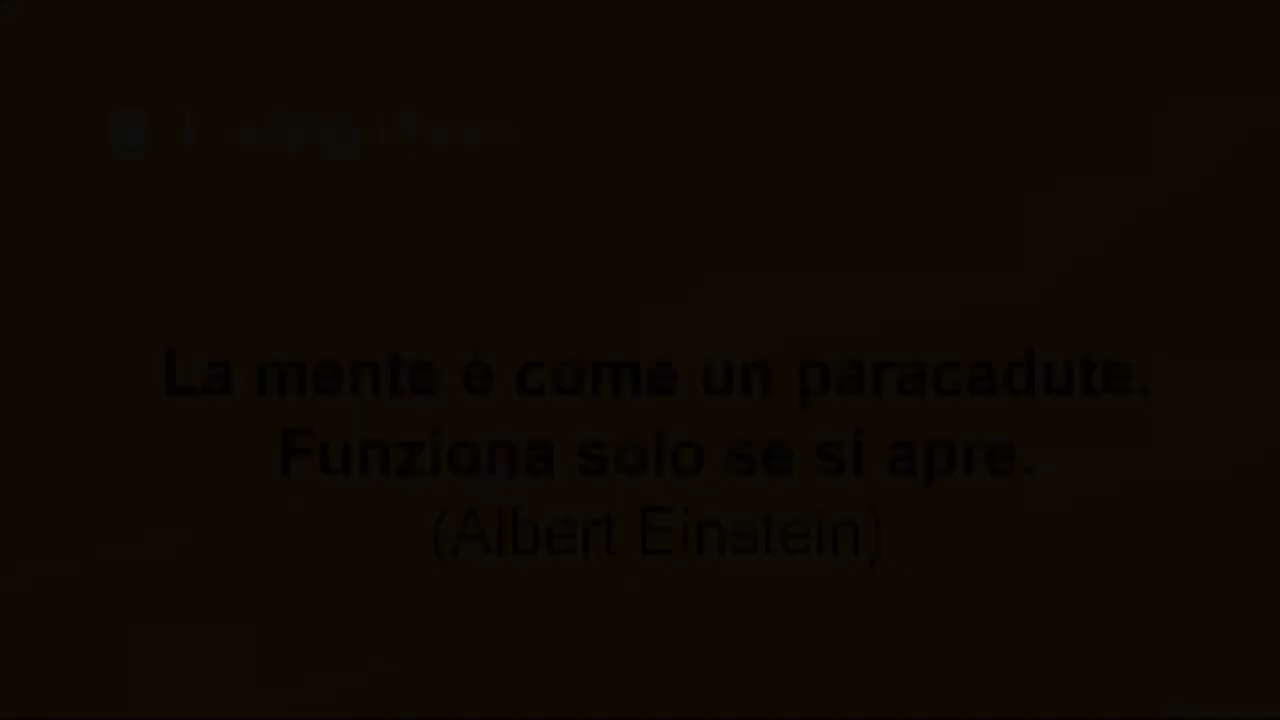 La mente è come un paracadute.
Funziona solo se si apre.
(Albert Einstein)